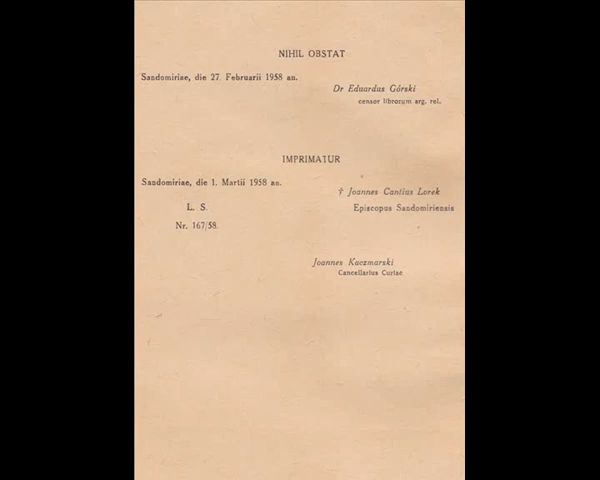 NIHIL OBSTAT
Sandomiriae, die 27. Februarii 1958 an.
Dr Eduardus Górski
censor librorum arg. rel.
IMPRIMATUR
Sandomiriae, die 1. Martii 1958 an.
† Joannes Cantius Lorek
L. S.
Episcopus Sandomiriensis
Nr. 167/58.
Joannes Kaczmarski
Cancellarius Curiae